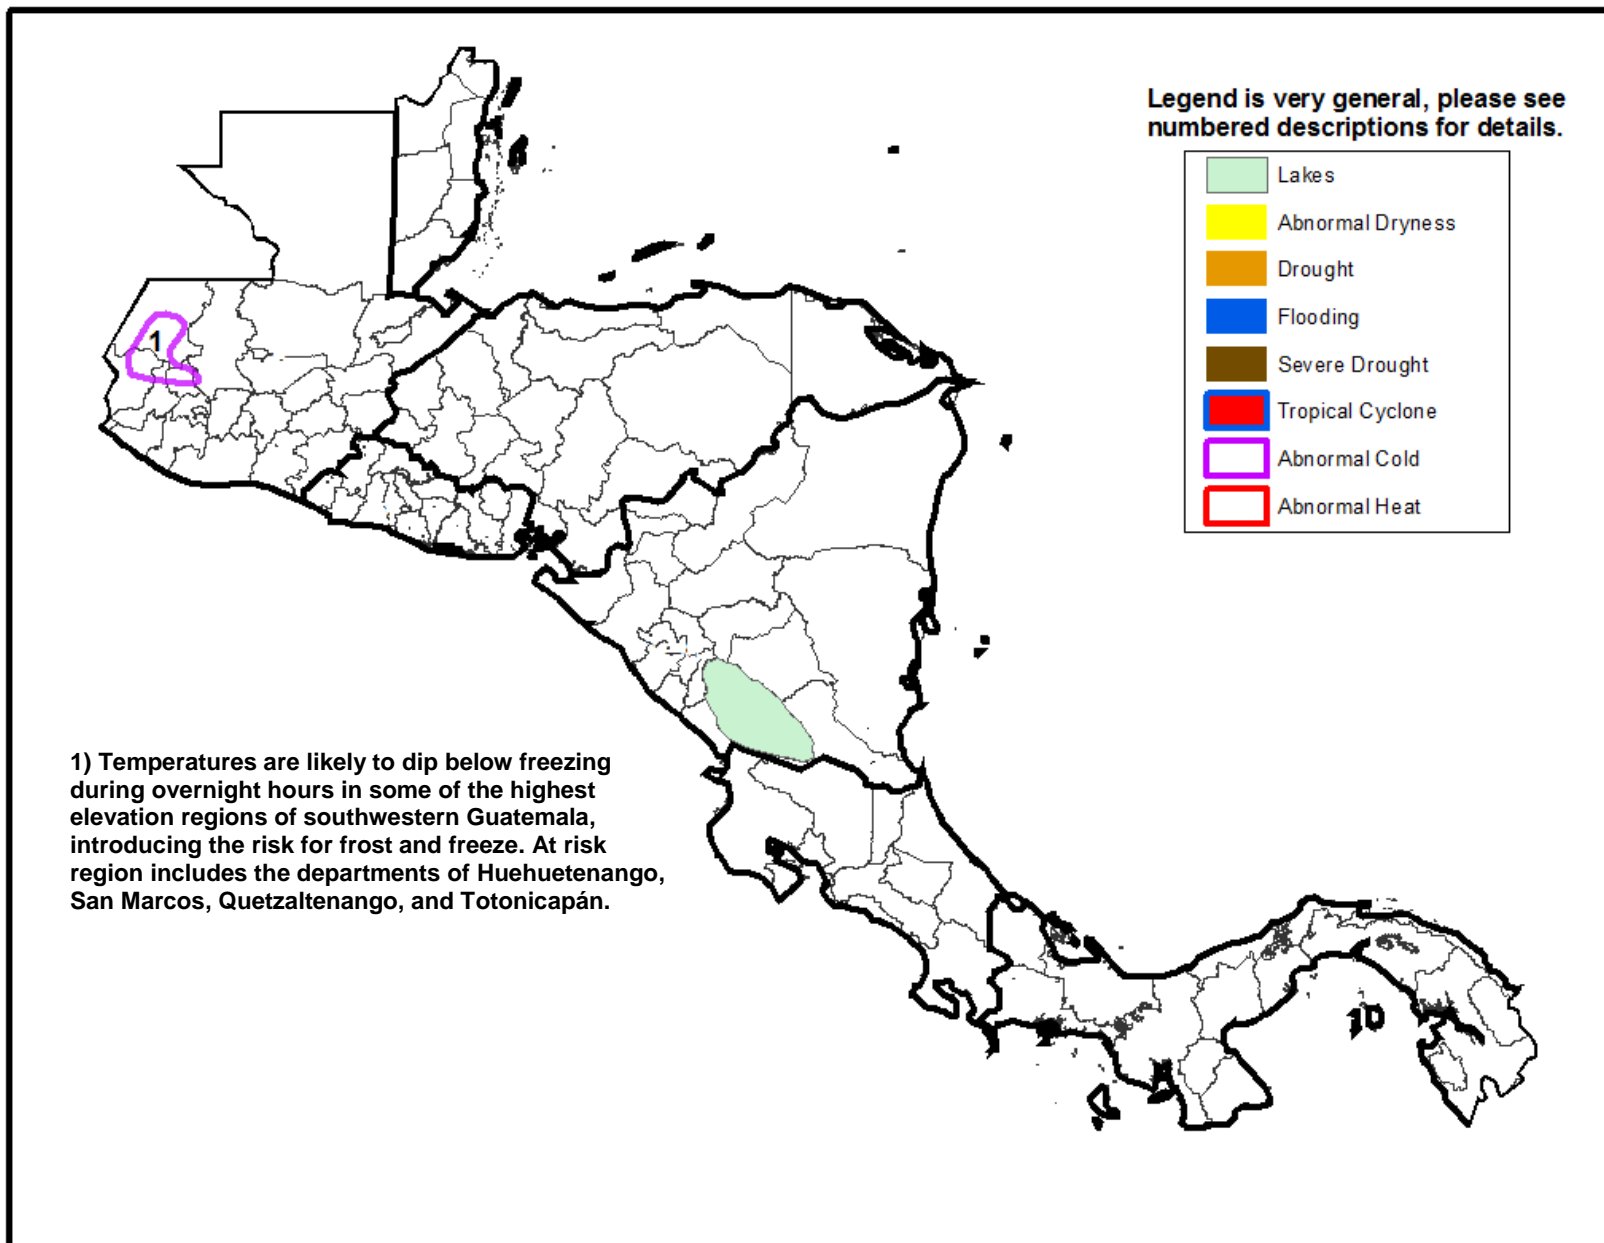 Legend is very general, please see
numbered descriptions for details.
Lakes
Abnormal Dryness
Drought
Flooding
Severe Drought
Tropical Cyclone
Abnormal Cold
Abnormal Heat
1
1) Temperatures are likely to dip below freezing
during overnight hours in some of the highest
elevation regions of southwestern Guatemala,
introducing the risk for frost and freeze. At risk
region includes the departments of Huehuetenango,
San Marcos, Quetzaltenango, and Totonicapán.